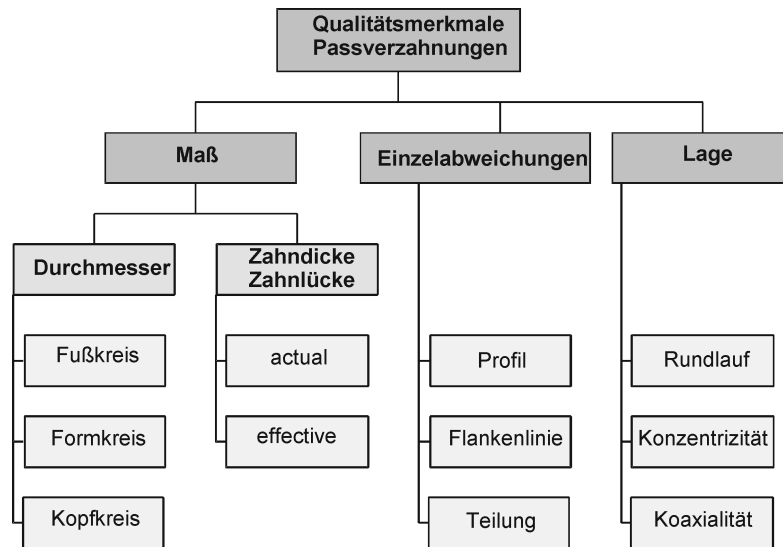 Qualitätsmerkmale
Passverzahnungen
Maß
Einzelabweichungen
Lage
Durchmesser
Zahndicke
Zahnlücke
Fußkreis
actual
Profil
Rundlauf
Formkreis
effective
Flankenlinie
Konzentrizität
Kopfkreis
Teilung
Koaxialität